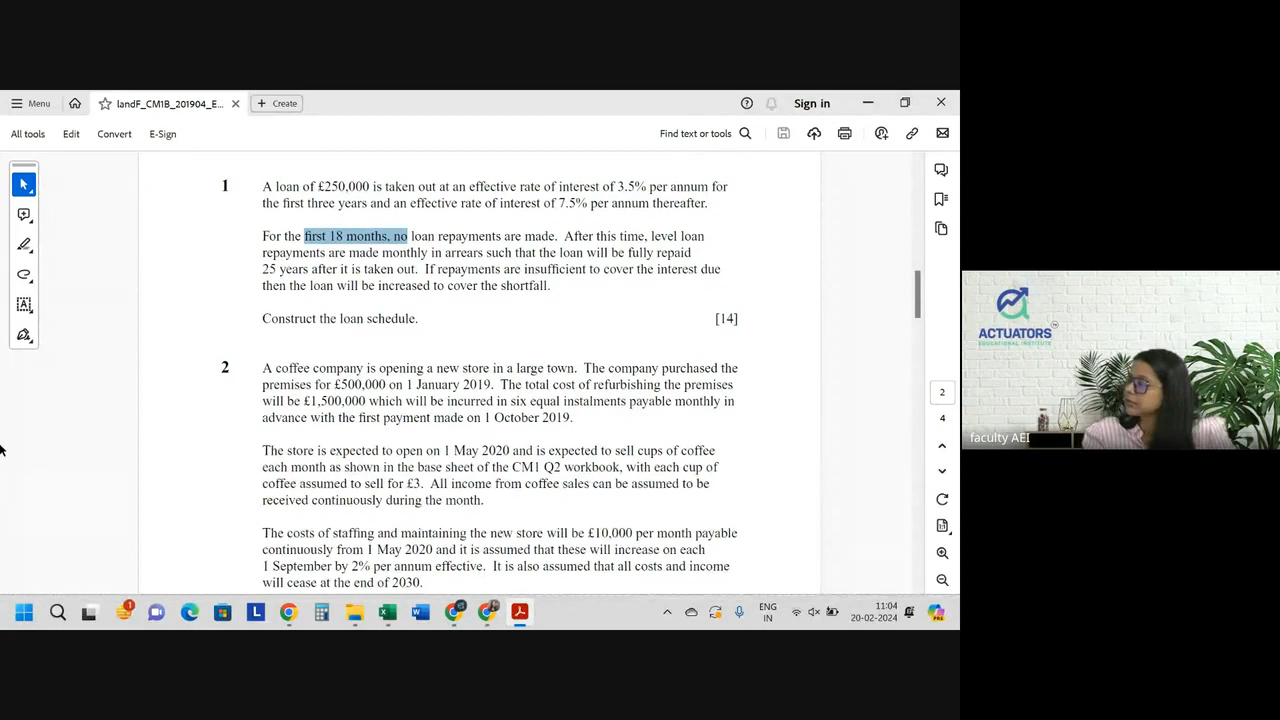 Menu
landF_CM1B_201904_E...
Create
Sign in
All tools
Edit
Convert
E-Sign
Find text or tools
1
A loan of £250,000 is taken out at an effective rate of interest of 3.5% per annum for
the first three years and an effective rate of interest of 7.5% per annum thereafter.
For the first 18 months, no loan repayments are made. After this time, level loan
repayments are made monthly in arrears such that the loan will be fully repaid
25 years after it is taken out. If repayments are insufficient to cover the interest due
then the loan will be increased to cover the shortfall.
Construct the loan schedule. [14]
2
A coffee company is opening a new store in a large town. The company purchased the
premises for £500,000 on 1 January 2019. The total cost of refurbishing the premises
will be £1,500,000 which will be incurred in six equal instalments payable monthly in
advance with the first payment made on 1 October 2019.
The store is expected to open on 1 May 2020 and is expected to sell cups of coffee
each month as shown in the base sheet of the CM1 Q2 workbook, with each cup of
coffee assumed to sell for £3. All income from coffee sales can be assumed to be
received continuously during the month.
The costs of staffing and maintaining the new store will be £10,000 per month payable
continuously from 1 May 2020 and it is assumed that these will increase on each
1 September by 2% per annum effective. It is also assumed that all costs and income
will cease at the end of 2030.
2
4
ACTUATORS
EDUCATIONAL INSTITUTE
faculty AEI
ENG
IN
11:04
20-02-2024